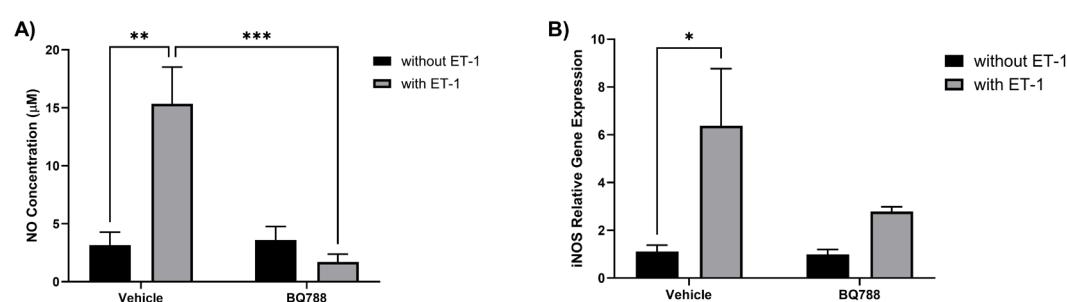 A)
**
***
NO Concentration (μM)
20
15
10
5
0
Vehicle
BQ788
without ET-1
with ET-1
B)
*
iNOS Relative Gene Expression
10
8
6
4
2
0
Vehicle
BQ788
without ET-1
with ET-1